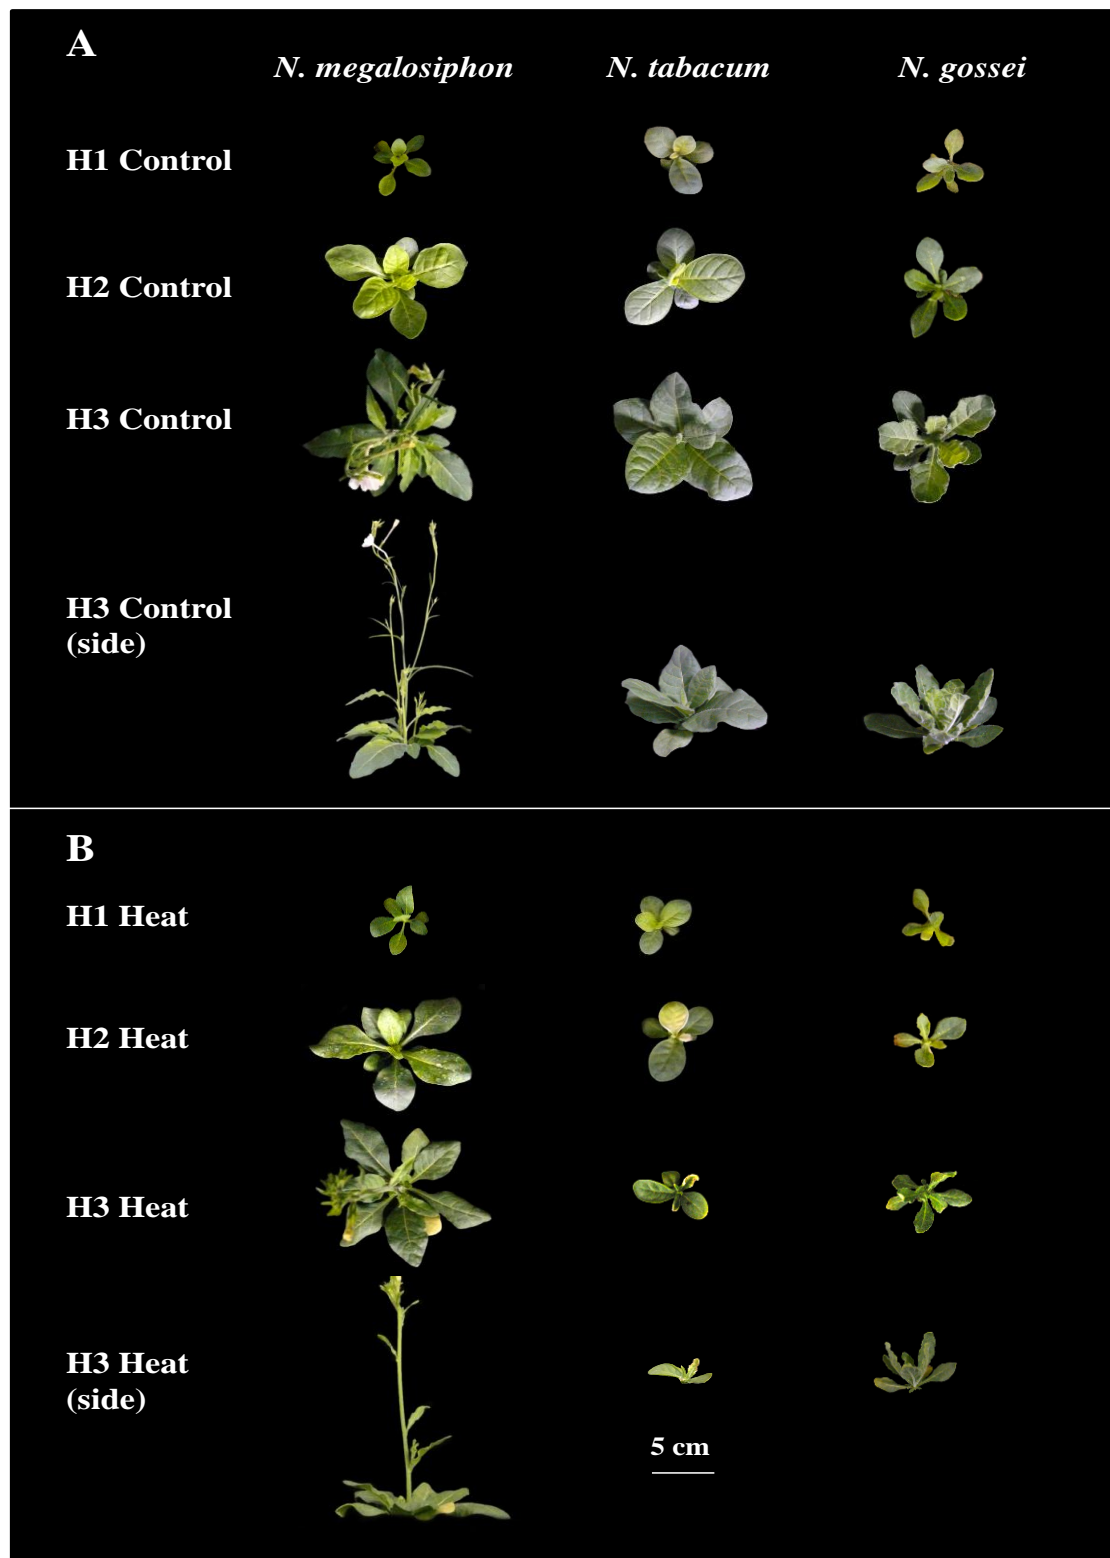 A
N. megalosiphon N. tabacum N. gossei
H1 Control
H2 Control
H3 Control
H3 Control
(side)
B
H1 Heat
H2 Heat
H3 Heat
H3 Heat
(side)
5 cm